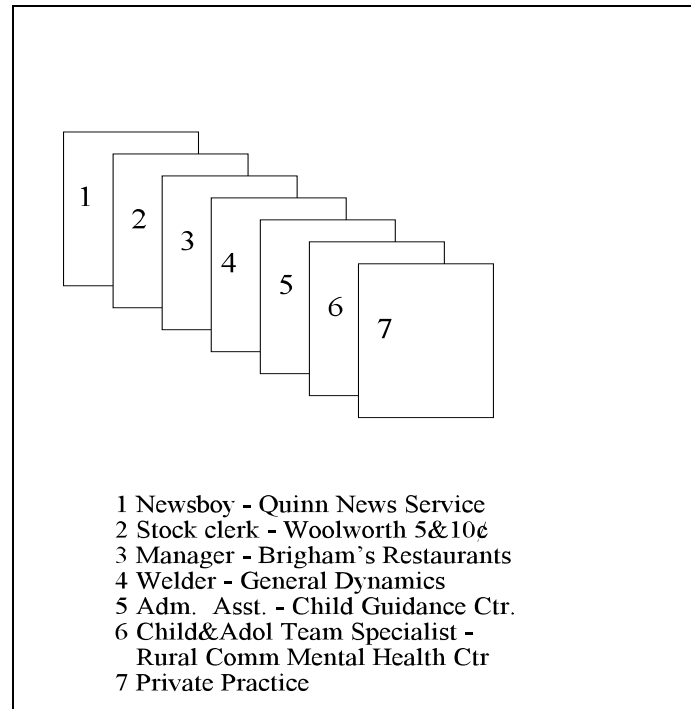 1
2
3
4
5
6
7
1 Newsboy - Quinn News Service
2 Stock clerk - Woolworth 5&10¢
3 Manager - Brigham's Restaurants
4 Welder - General Dynamics
5 Adm. Asst. - Child Guidance Ctr.
6 Child&Adol Team Specialist -
Rural Comm Mental Health Ctr
7 Private Practice